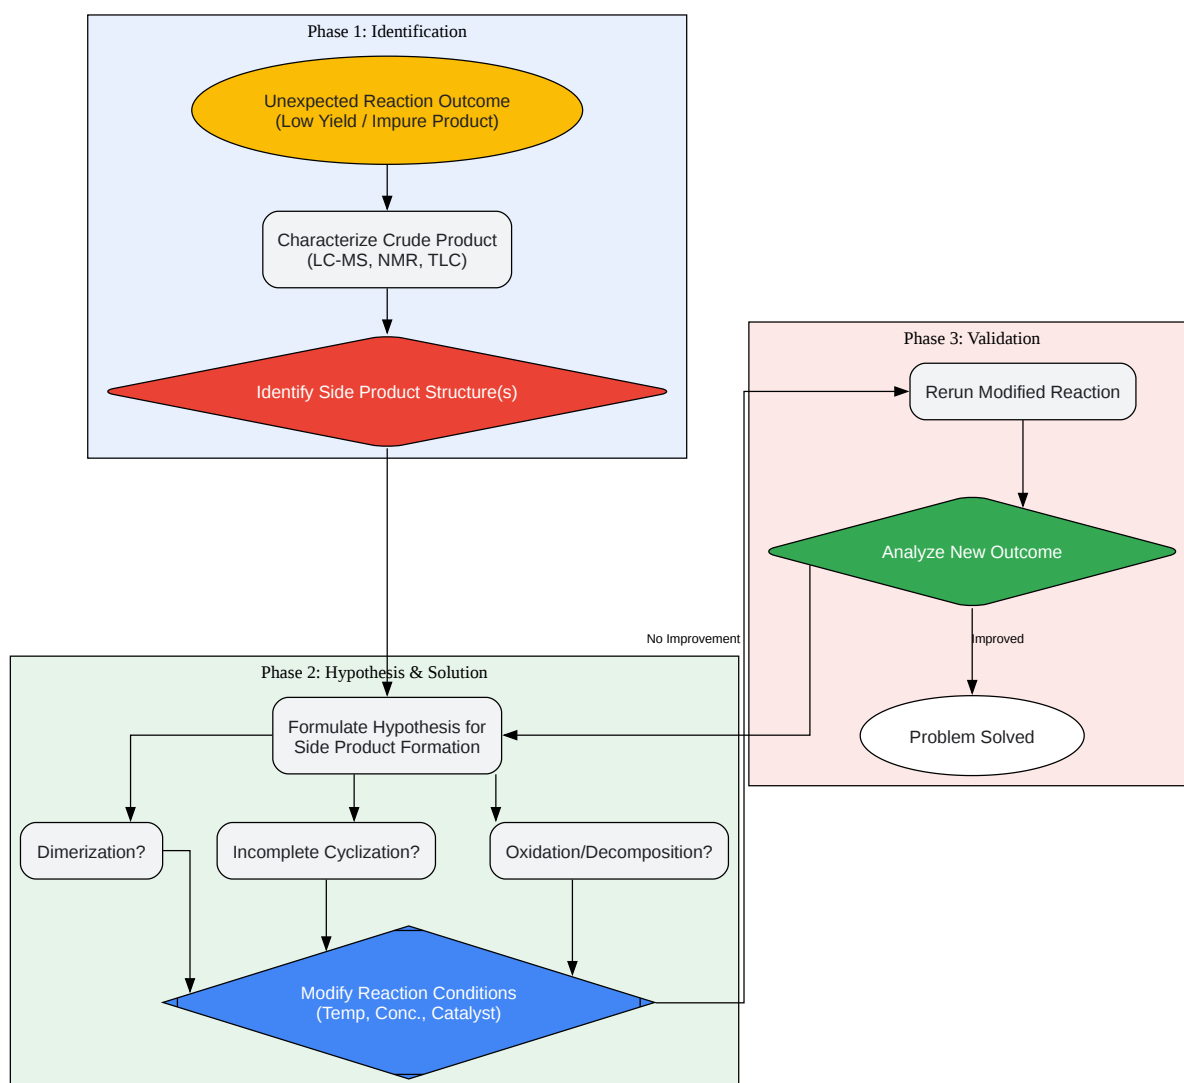 Phase 1: Identification
Unexpected Reaction Outcome
(Low Yield / Impure Product)
Characterize Crude Product
(LC-MS, NMR, TLC)
Identify Side Product Structure(s)
Phase 3: Validation
Rerun Modified Reaction
Analyze New Outcome
No Improvement
Improved
Problem Solved
Phase 2: Hypothesis & Solution
Formulate Hypothesis for
Side Product Formation
Dimerization?
Incomplete Cyclization?
Oxidation/Decomposition?
Modify Reaction Conditions
(Temp, Conc., Catalyst)